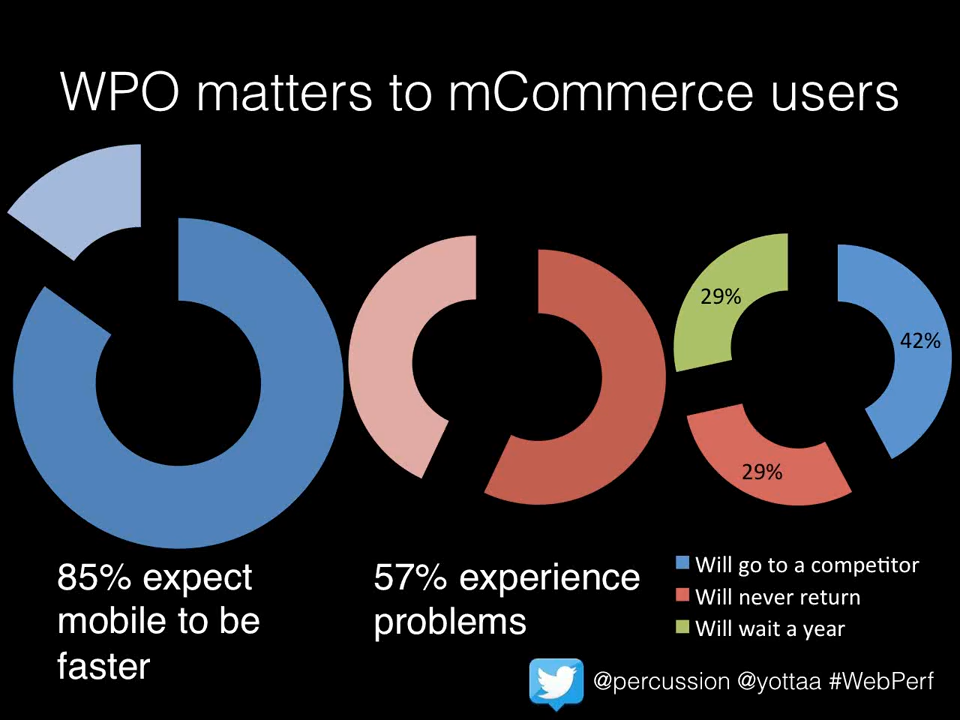 WPO matters to mCommerce users
29%
42%
29%
85% expect
mobile to be
faster
57% experience
problems
Will go to a competitor
Will never return
Will wait a year
@percussion @yottaa #WebPerf